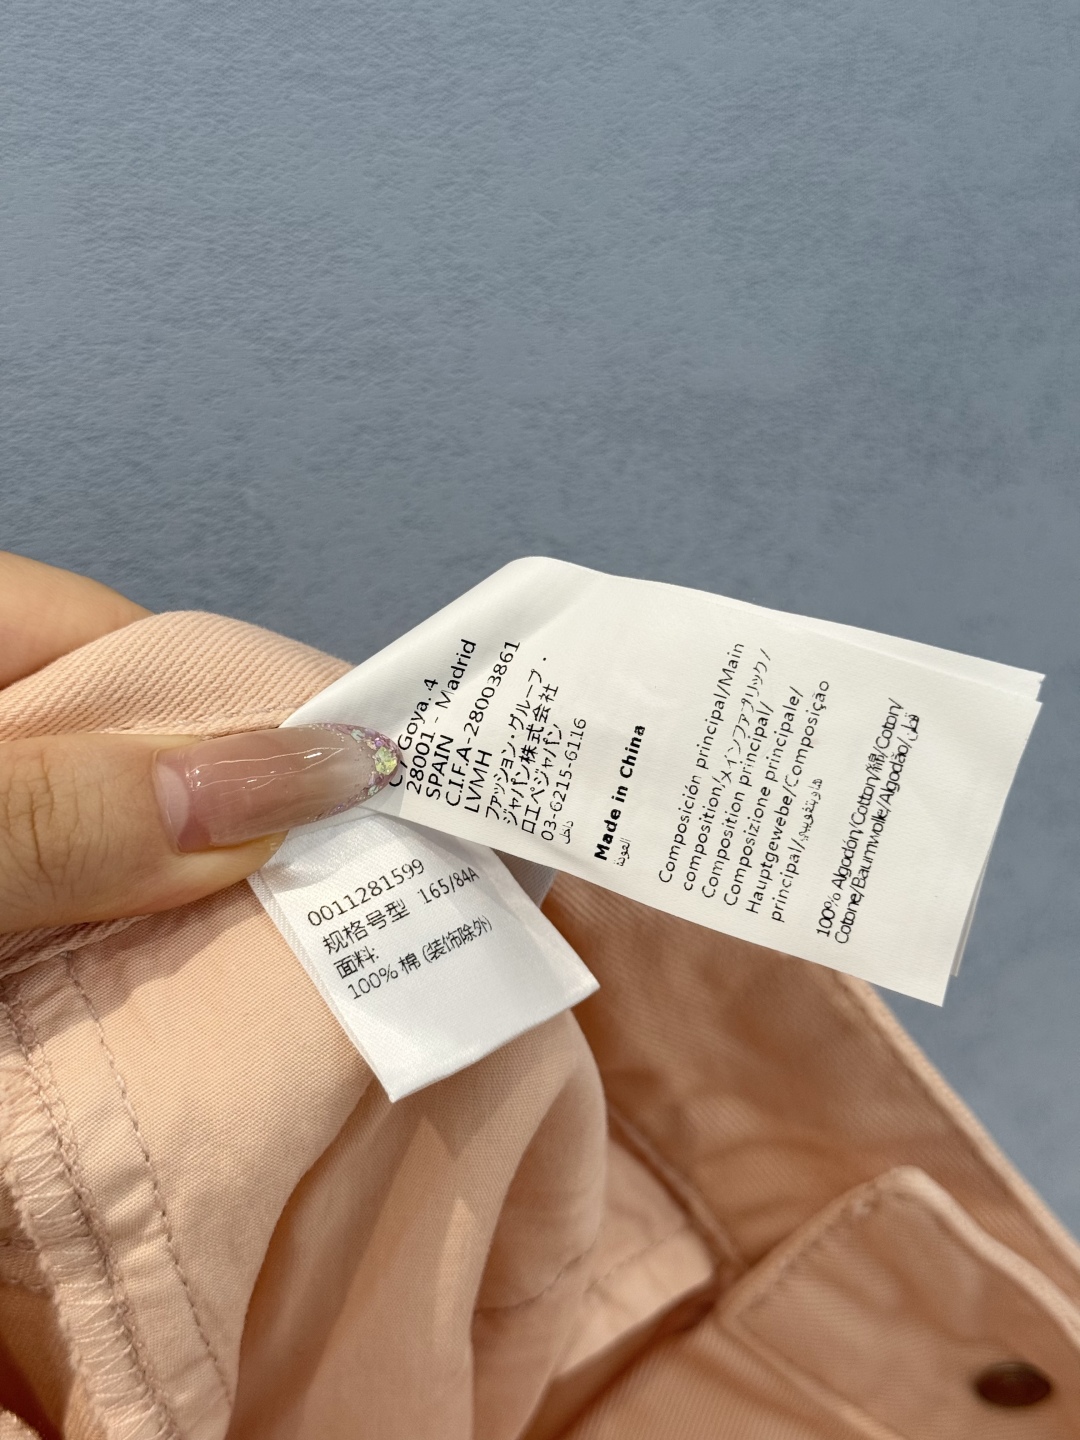 C/Goya. 4
28001 - Madrid
SPAIN
C.I.F.A-28003861
LVMH
ファッション・グループ・
ジャパン株式会社
ロエベジャパン
03-6215-6116
Made in China
Composición principal/Main
composition/メインファブリック/
Composition principal/
Composizione principale/
Hauptgewebe/Composição
principal/
100% Algodón/Cotton/綿/Coton/
Cotone/Baumwolle/Algodão/
0011281599
规格号型 165/84A
面料:
100% 棉 (装饰除外)